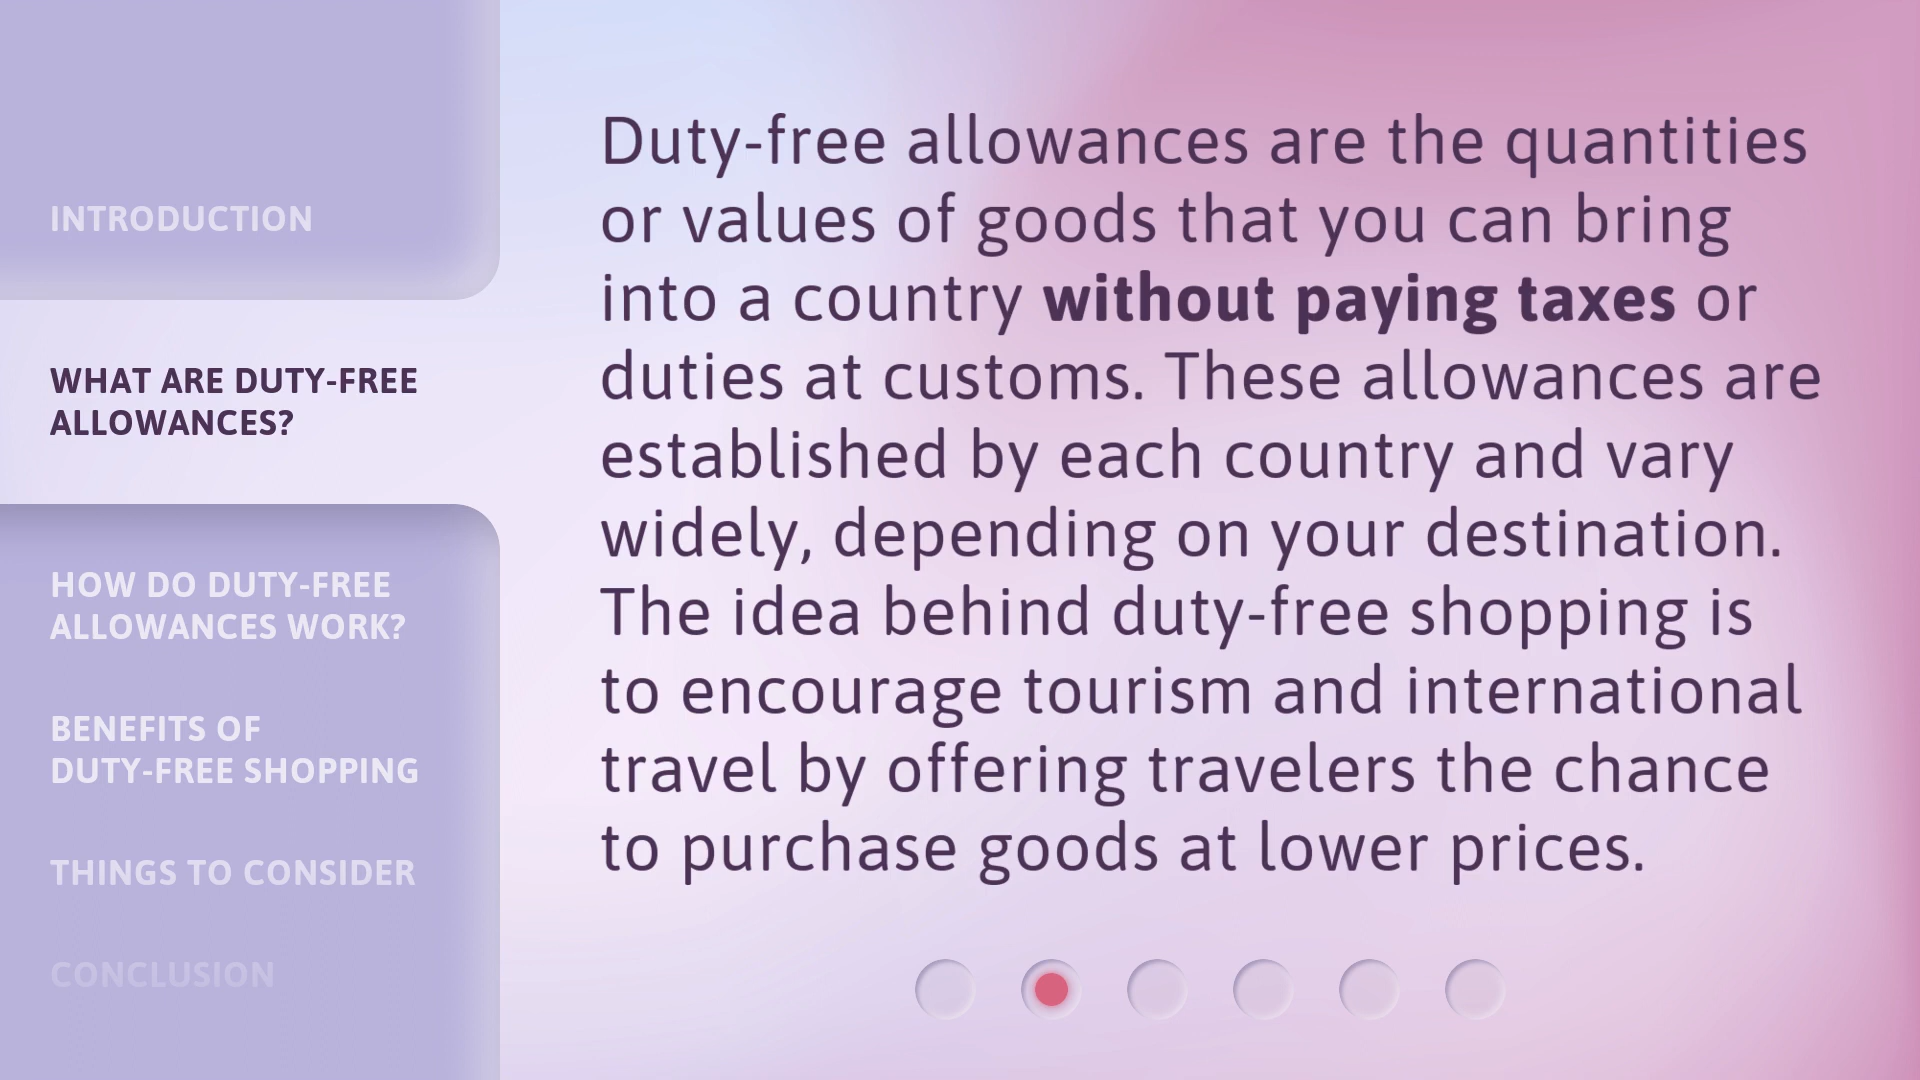 INTRODUCTION
WHAT ARE DUTY-FREE
ALLOWANCES?
HOW DO DUTY-FREE
ALLOWANCES WORK?
BENEFITS OF
DUTY-FREE SHOPPING
THINGS TO CONSIDER
CONCLUSION
Duty-free allowances are the quantities
or values of goods that you can bring
into a country without paying taxes or
duties at customs. These allowances are
established by each country and vary
widely, depending on your destination.
The idea behind duty-free shopping is
to encourage tourism and international
travel by offering travelers the chance
to purchase goods at lower prices.